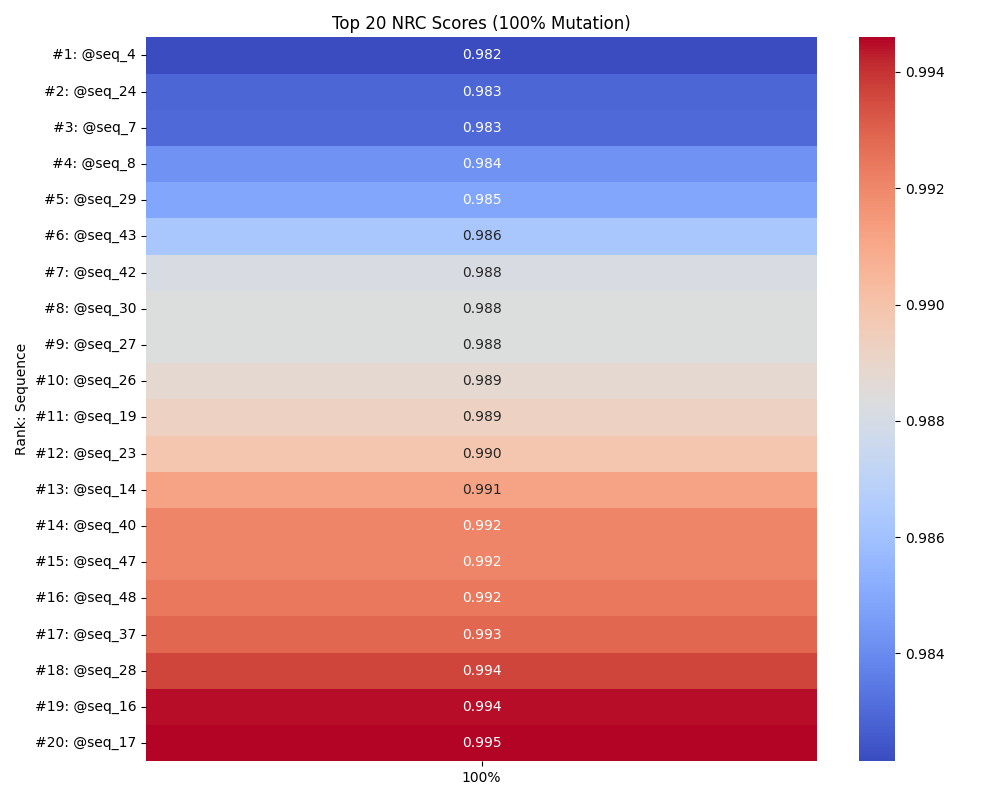 Top 20 NRC Scores (100% Mutation)
Rank: Sequence
#1: @seq_4 0.982
#2: @seq_24 0.983
#3: @seq_7 0.983
#4: @seq_8 0.984
#5: @seq_29 0.985
#6: @seq_43 0.986
#7: @seq_42 0.988
#8: @seq_30 0.988
#9: @seq_27 0.988
#10: @seq_26 0.989
#11: @seq_19 0.989
#12: @seq_23 0.990
#13: @seq_14 0.991
#14: @seq_40 0.992
#15: @seq_47 0.992
#16: @seq_48 0.992
#17: @seq_37 0.993
#18: @seq_28 0.994
#19: @seq_16 0.994
#20: @seq_17 0.995
100%
0.994
0.992
0.990
0.988
0.986
0.984